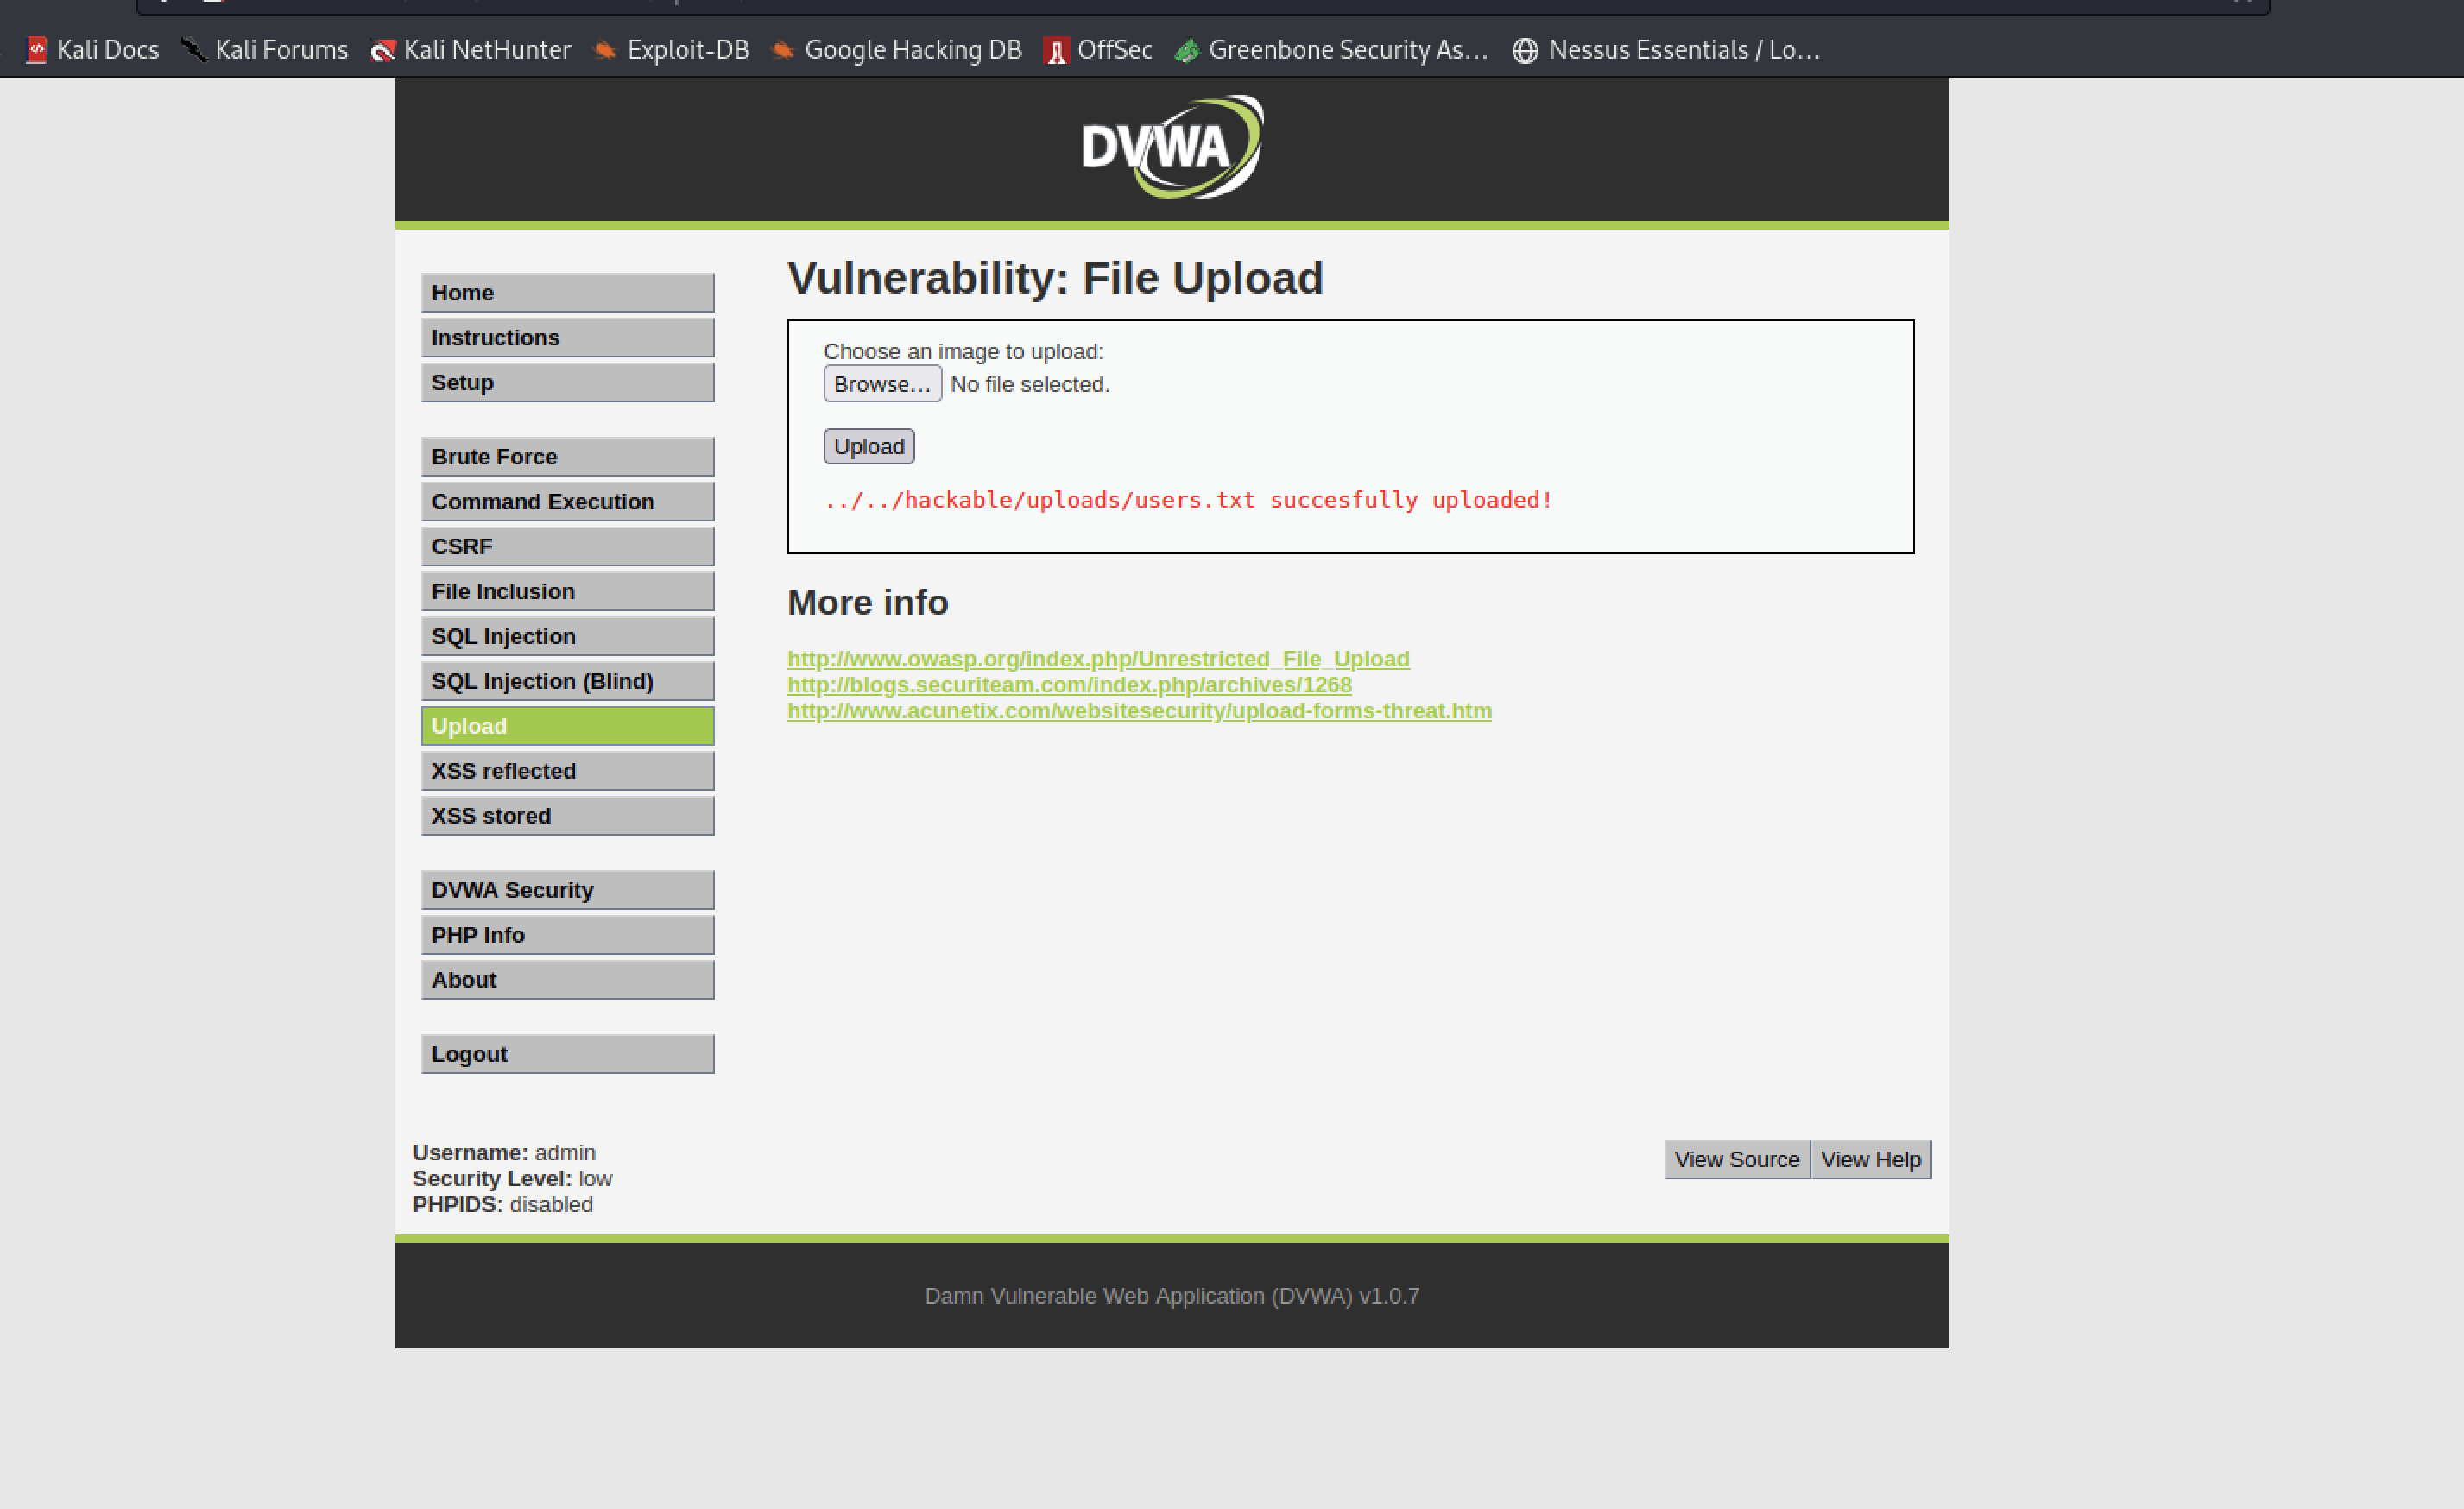 Kali Docs Kali Forums Kali NetHunter Exploit-DB Google Hacking DB OffSec Greenbone Security As… Nessus Essentials / Lo…
DVWA
Home
Instructions
Setup
Brute Force
Command Execution
CSRF
File Inclusion
SQL Injection
SQL Injection (Blind)
Upload
XSS reflected
XSS stored
DVWA Security
PHP Info
About
Logout
Vulnerability: File Upload
Choose an image to upload:
Browse… No file selected.
Upload
../../hackable/uploads/users.txt succesfully uploaded!
More info
http://www.owasp.org/index.php/Unrestricted_File_Upload
http://blogs.securiteam.com/index.php/archives/1268
http://www.acunetix.com/websitesecurity/upload-forms-threat.htm
Username: admin
Security Level: low
PHPIDS: disabled
View Source View Help
Damn Vulnerable Web Application (DVWA) v1.0.7